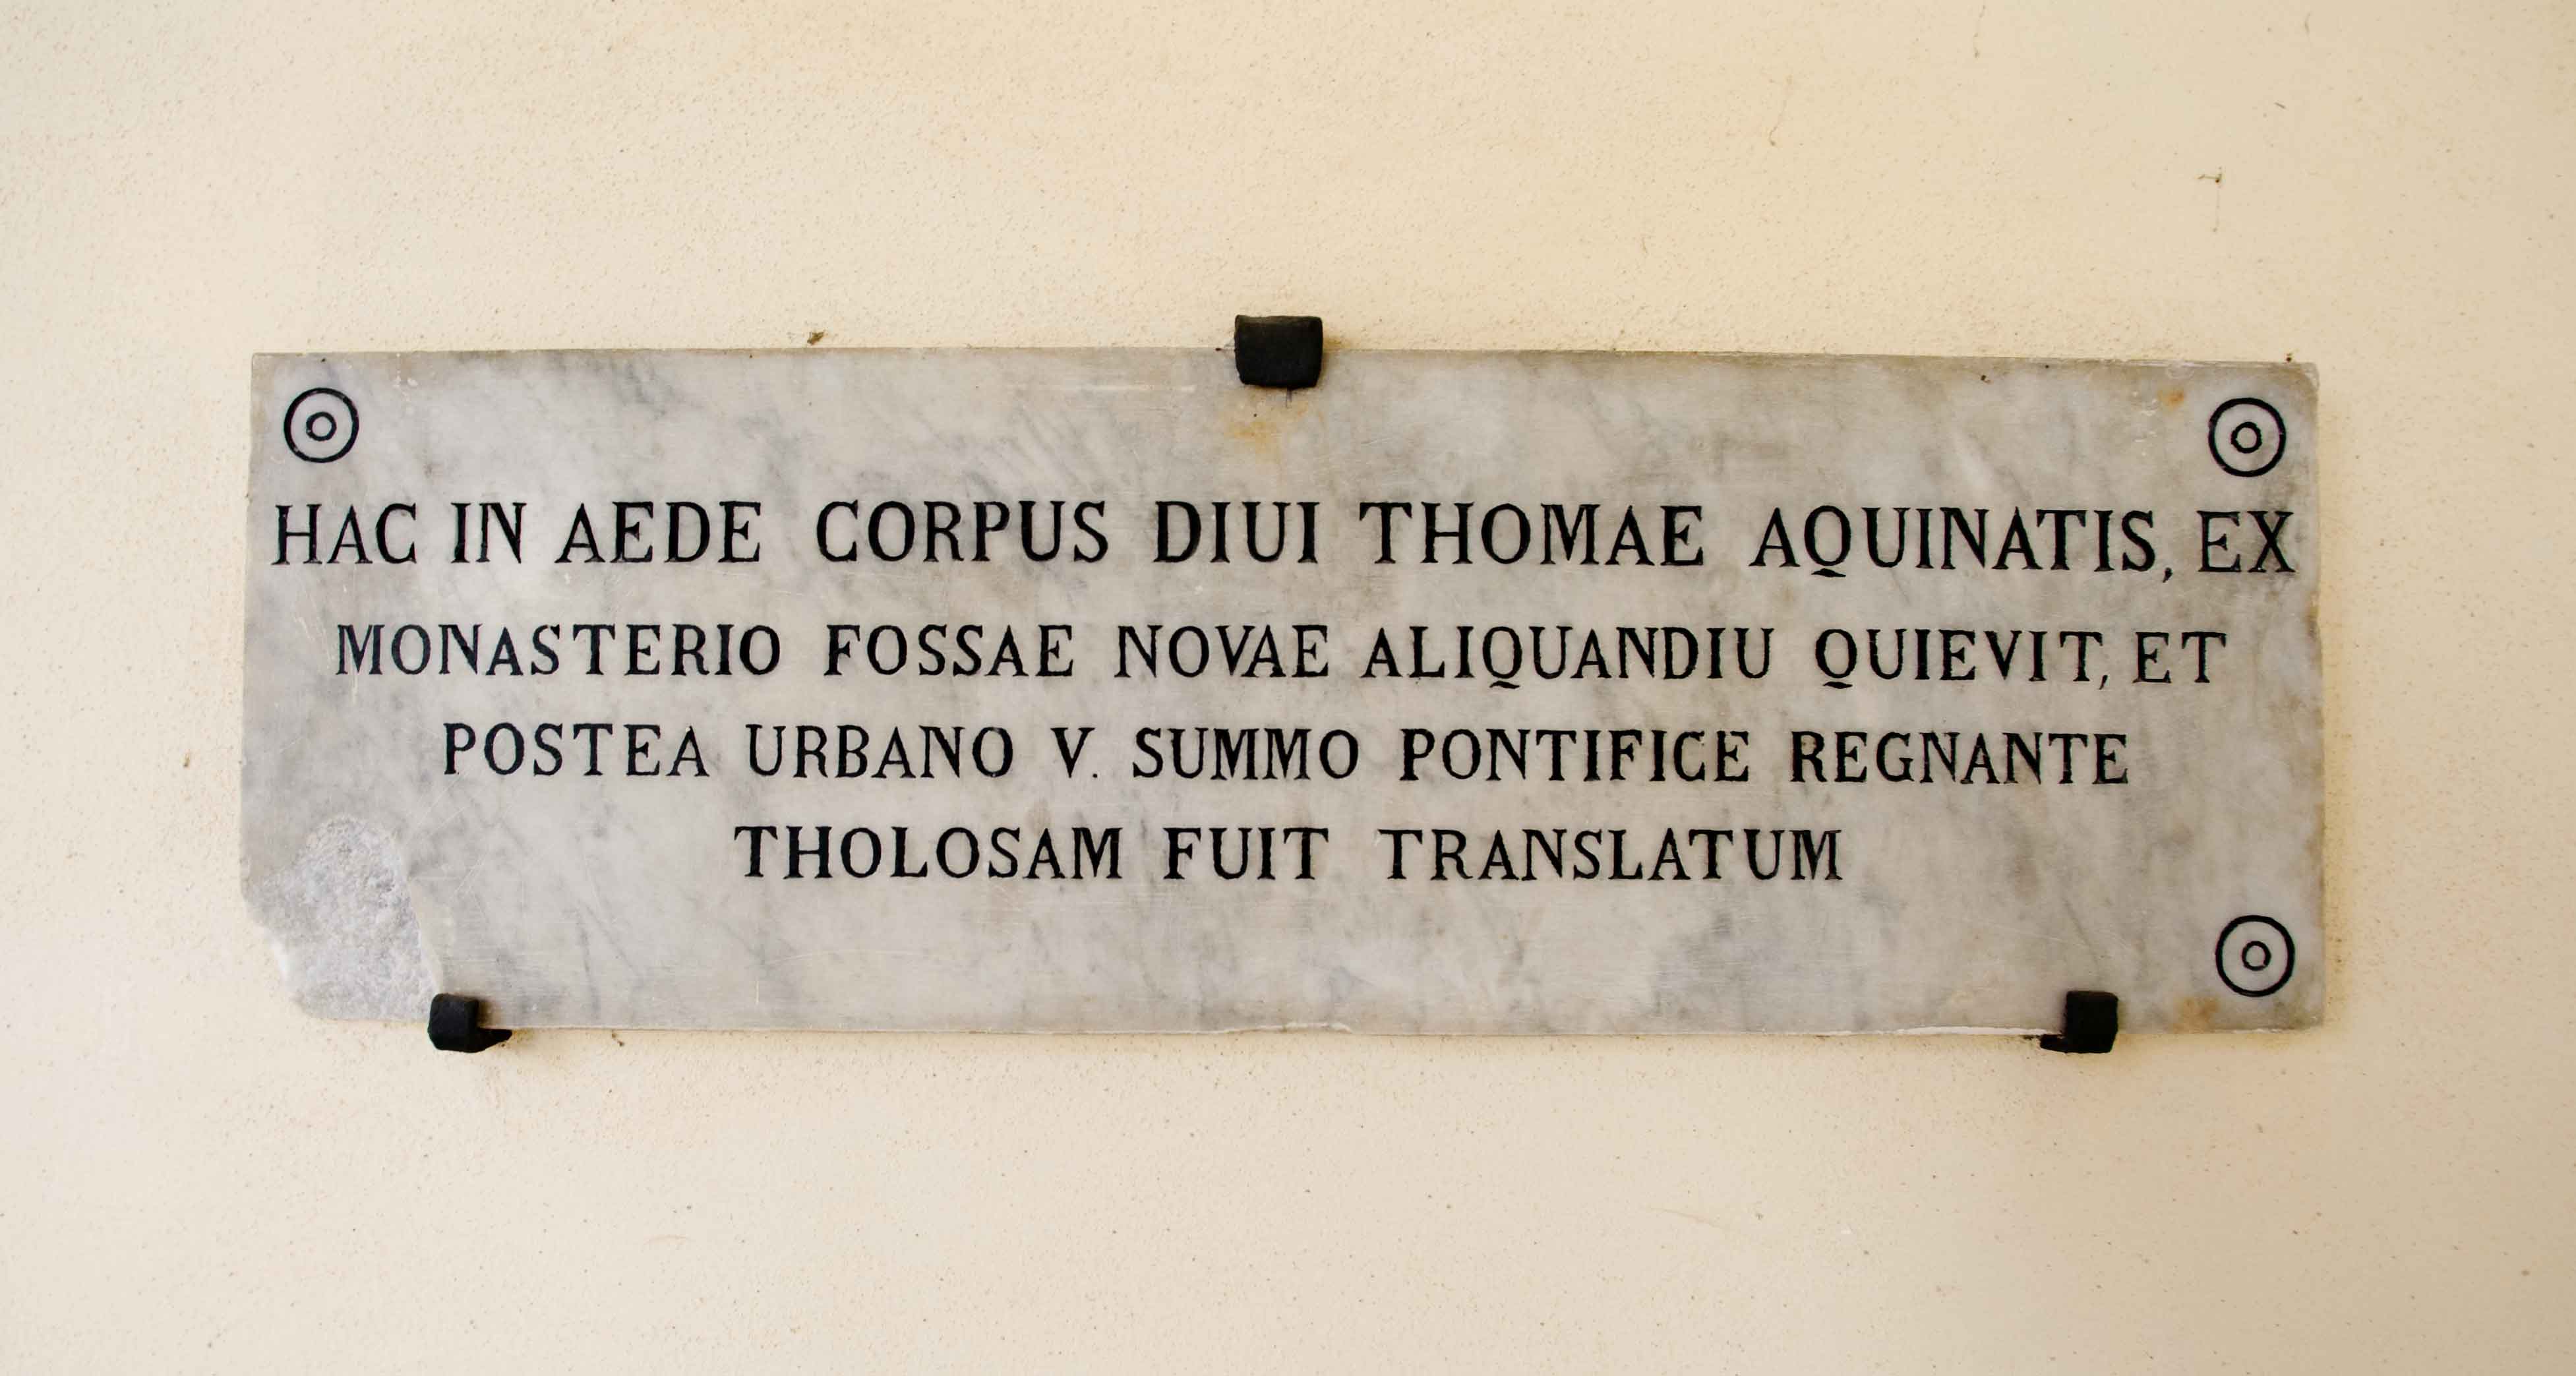 HAC IN AEDE CORPUS DIUI THOMAE AQUINATIS, EX
MONASTERIO FOSSAE NOVAE ALIQUANDIU QUIEVIT, ET
POSTEA URBANO V. SUMMO PONTIFICE REGNANTE
THOLOSAM FUIT TRANSLATUM